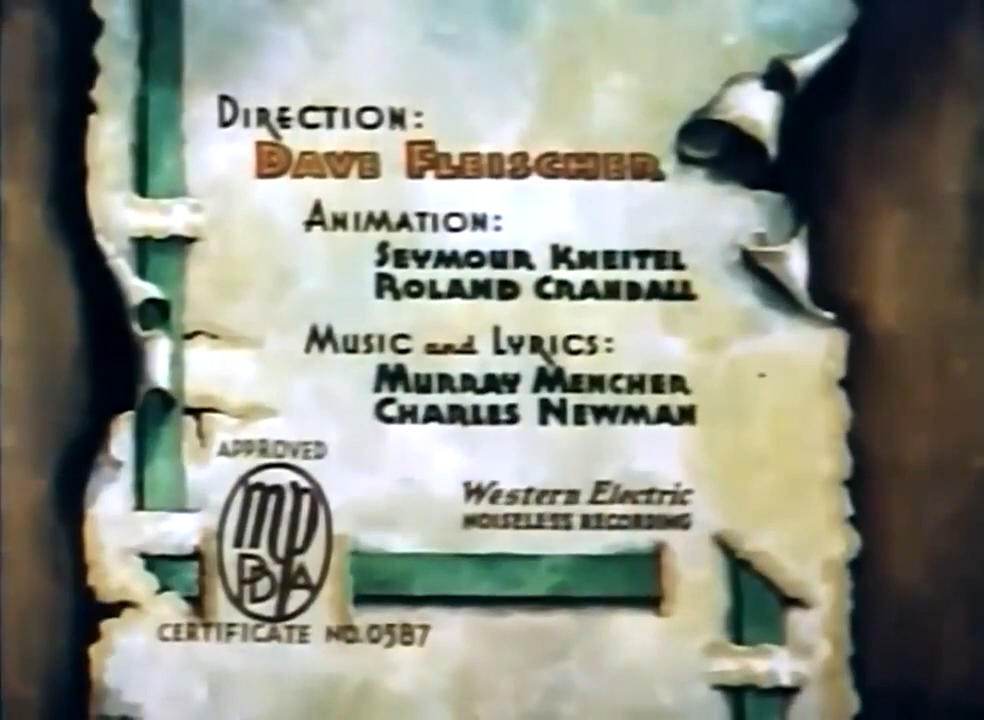 DIRECTION:
DAVE FLEISCHER
ANIMATION:
SEYMOUR KNEITEL
ROLAND CRANDALL
MUSIC and LYRICS:
MURRAY MENCHER
CHARLES NEWMAN
APPROVED
MPPDA
Western Electric
NOISELESS RECORDING
CERTIFICATE NO.0587